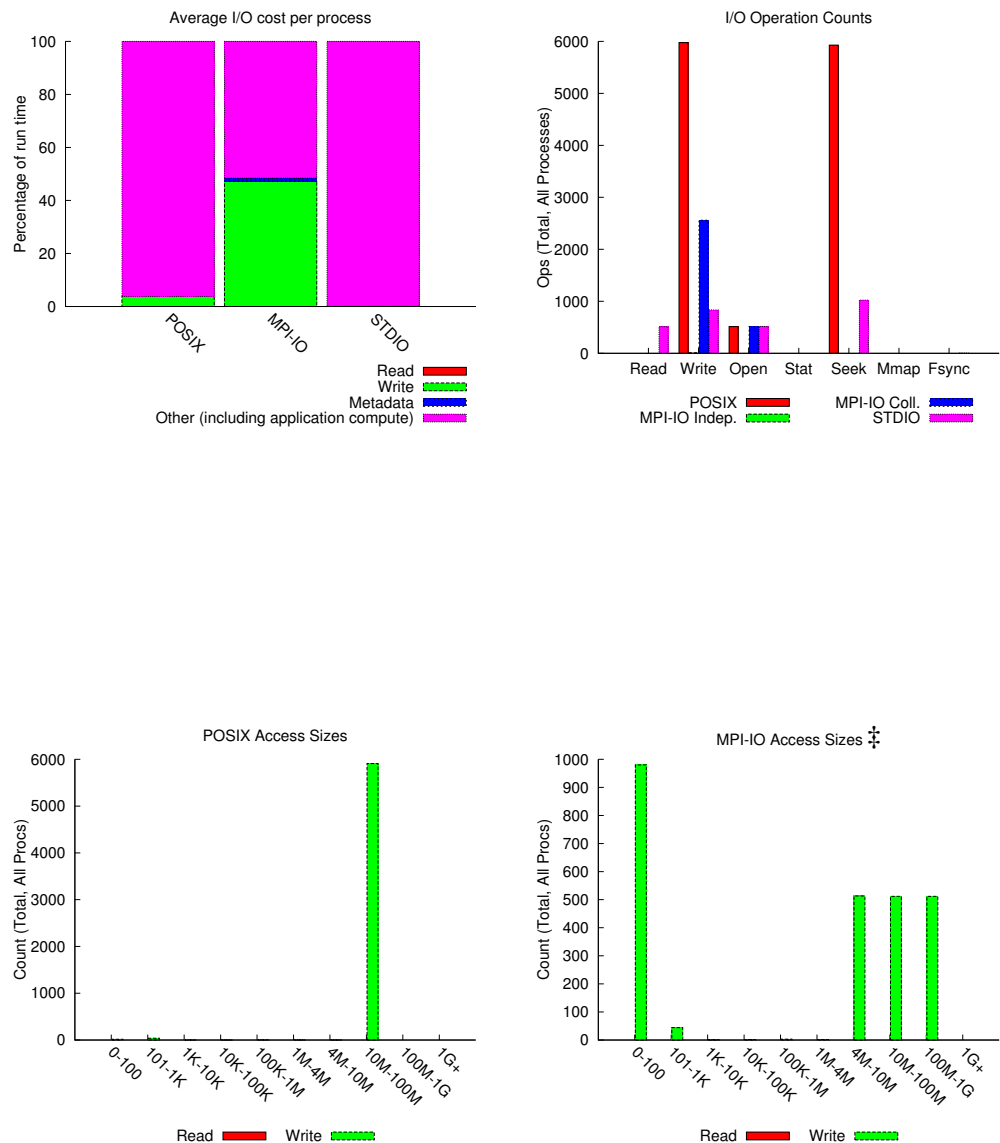 Average I/O cost per process
Percentage of run time
100
80
60
40
20
0
POSIX
MPI-IO
STDIO
Read
Write
Metadata
Other (including application compute)
I/O Operation Counts
Ops (Total, All Processes)
6000
5000
4000
3000
2000
1000
0
Read Write Open Stat Seek Mmap Fsync
POSIX MPI-IO Coll.
MPI-IO Indep. STDIO
POSIX Access Sizes
Count (Total, All Procs)
6000
5000
4000
3000
2000
1000
0
0-100
101-1K
1K-10K
10K-100K
100K-1M
1M-4M
4M-10M
10M-100M
100M-1G
1G+
Read Write
MPI-IO Access Sizes ‡
Count (Total, All Procs)
1000
900
800
700
600
500
400
300
200
100
0
0-100
101-1K
1K-10K
10K-100K
100K-1M
1M-4M
4M-10M
10M-100M
100M-1G
1G+
Read Write